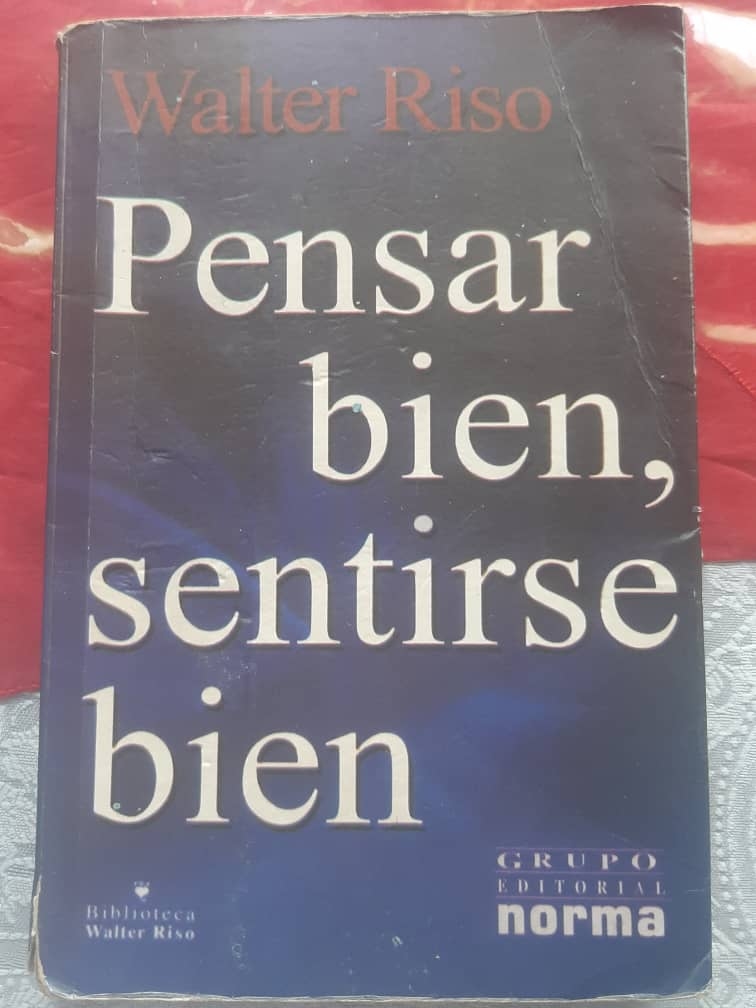 Walter Riso
Pensar
bien,
sentirse
bien
GRUPO
EDITORIAL
norma
Biblioteca
Walter Riso